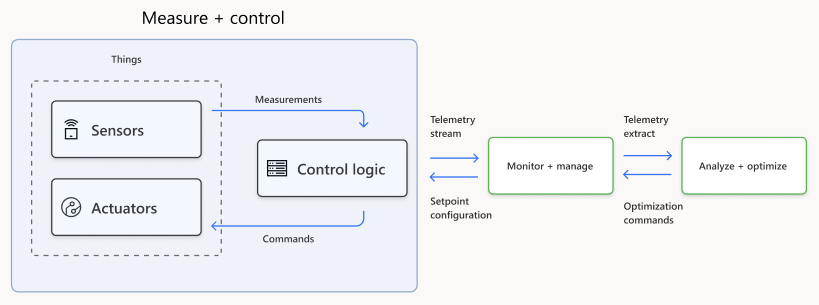 Measure + control
Things
Sensors
Actuators
Measurements
Control logic
Commands
Telemetry
stream
Setpoint
configuration
Monitor + manage
Telemetry
extract
Optimization
commands
Analyze + optimize